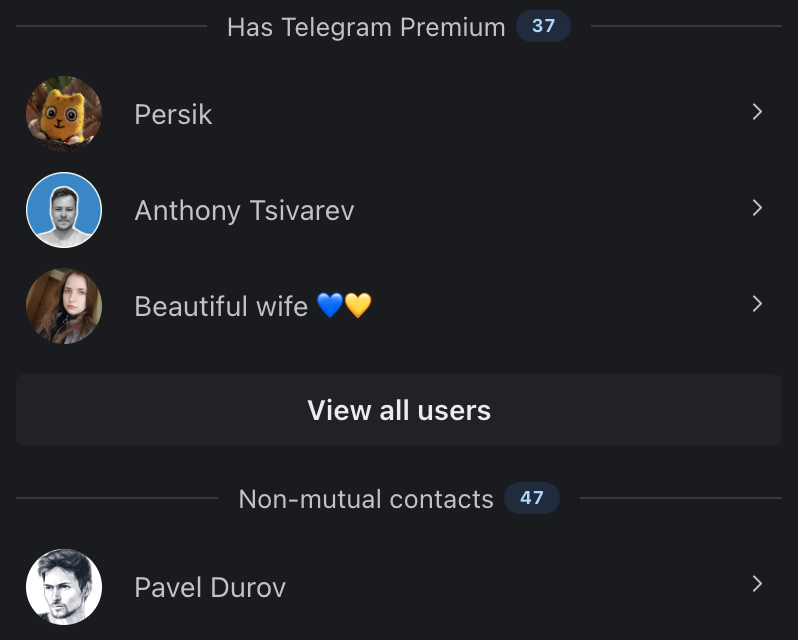 Has Telegram Premium 37
Persik
Anthony Tsivarev
Beautiful wife 💙💛
View all users
Non-mutual contacts 47
Pavel Durov